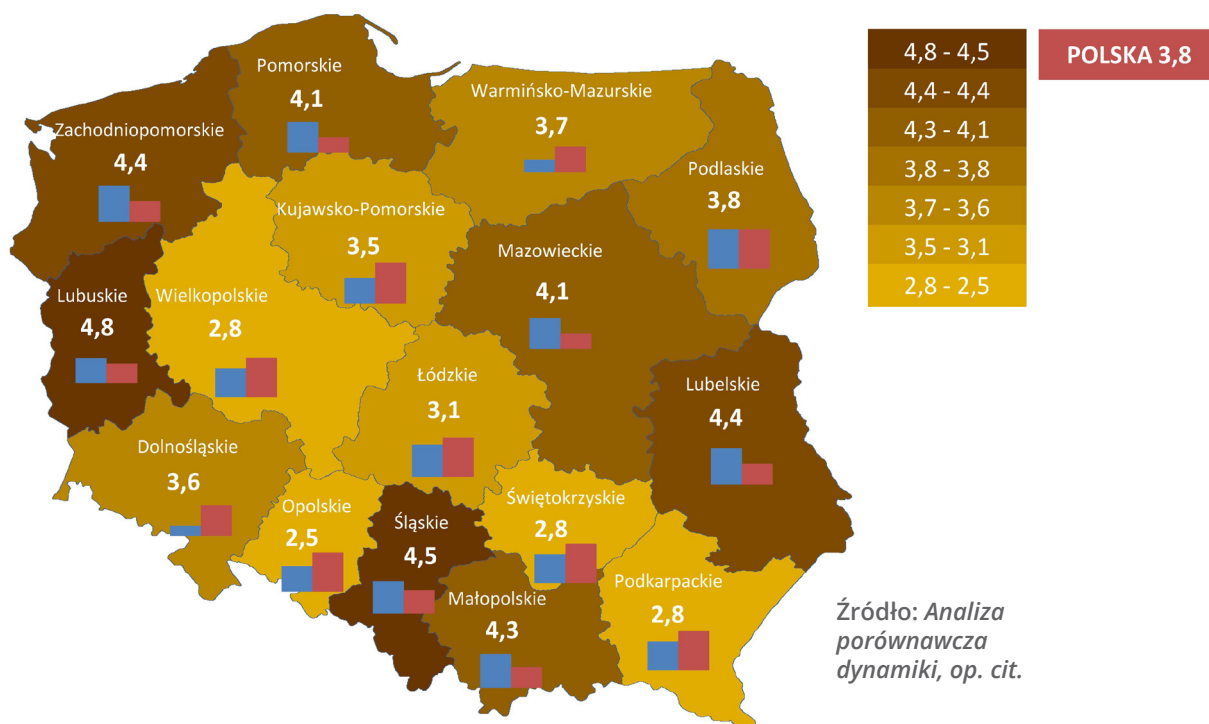 Pomorskie
4,1
Warmińsko-Mazurskie
3,7
Zachodniopomorskie
4,4
Podlaskie
3,8
Kujawsko-Pomorskie
3,5
Mazowieckie
4,1
Lubuskie
4,8
Wielkopolskie
2,8
Łódzkie
3,1
Lubelskie
4,4
Dolnośląskie
3,6
Opolskie
2,5
Śląskie
4,5
Świętokrzyskie
2,8
Małopolskie
4,3
Podkarpackie
2,8
4,8 - 4,5
4,4 - 4,4
4,3 - 4,1
3,8 - 3,8
3,7 - 3,6
3,5 - 3,1
2,8 - 2,5
POLSKA 3,8
Źródło: Analiza
porównawcza
dynamiki, op. cit.